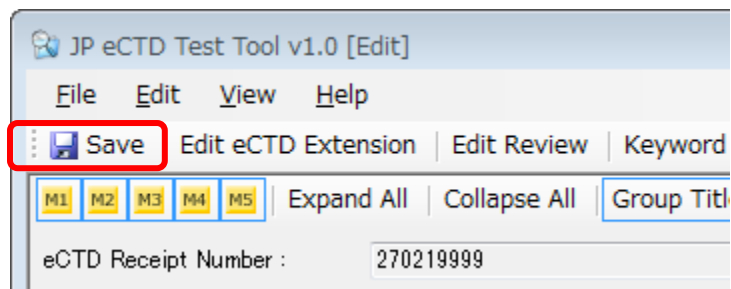 JP eCTD Test Tool v1.0 [Edit]
File Edit View Help
Save Edit eCTD Extension Edit Review Keyword
M1 M2 M3 M4 M5 Expand All Collapse All Group Titl
eCTD Receipt Number : 270219999